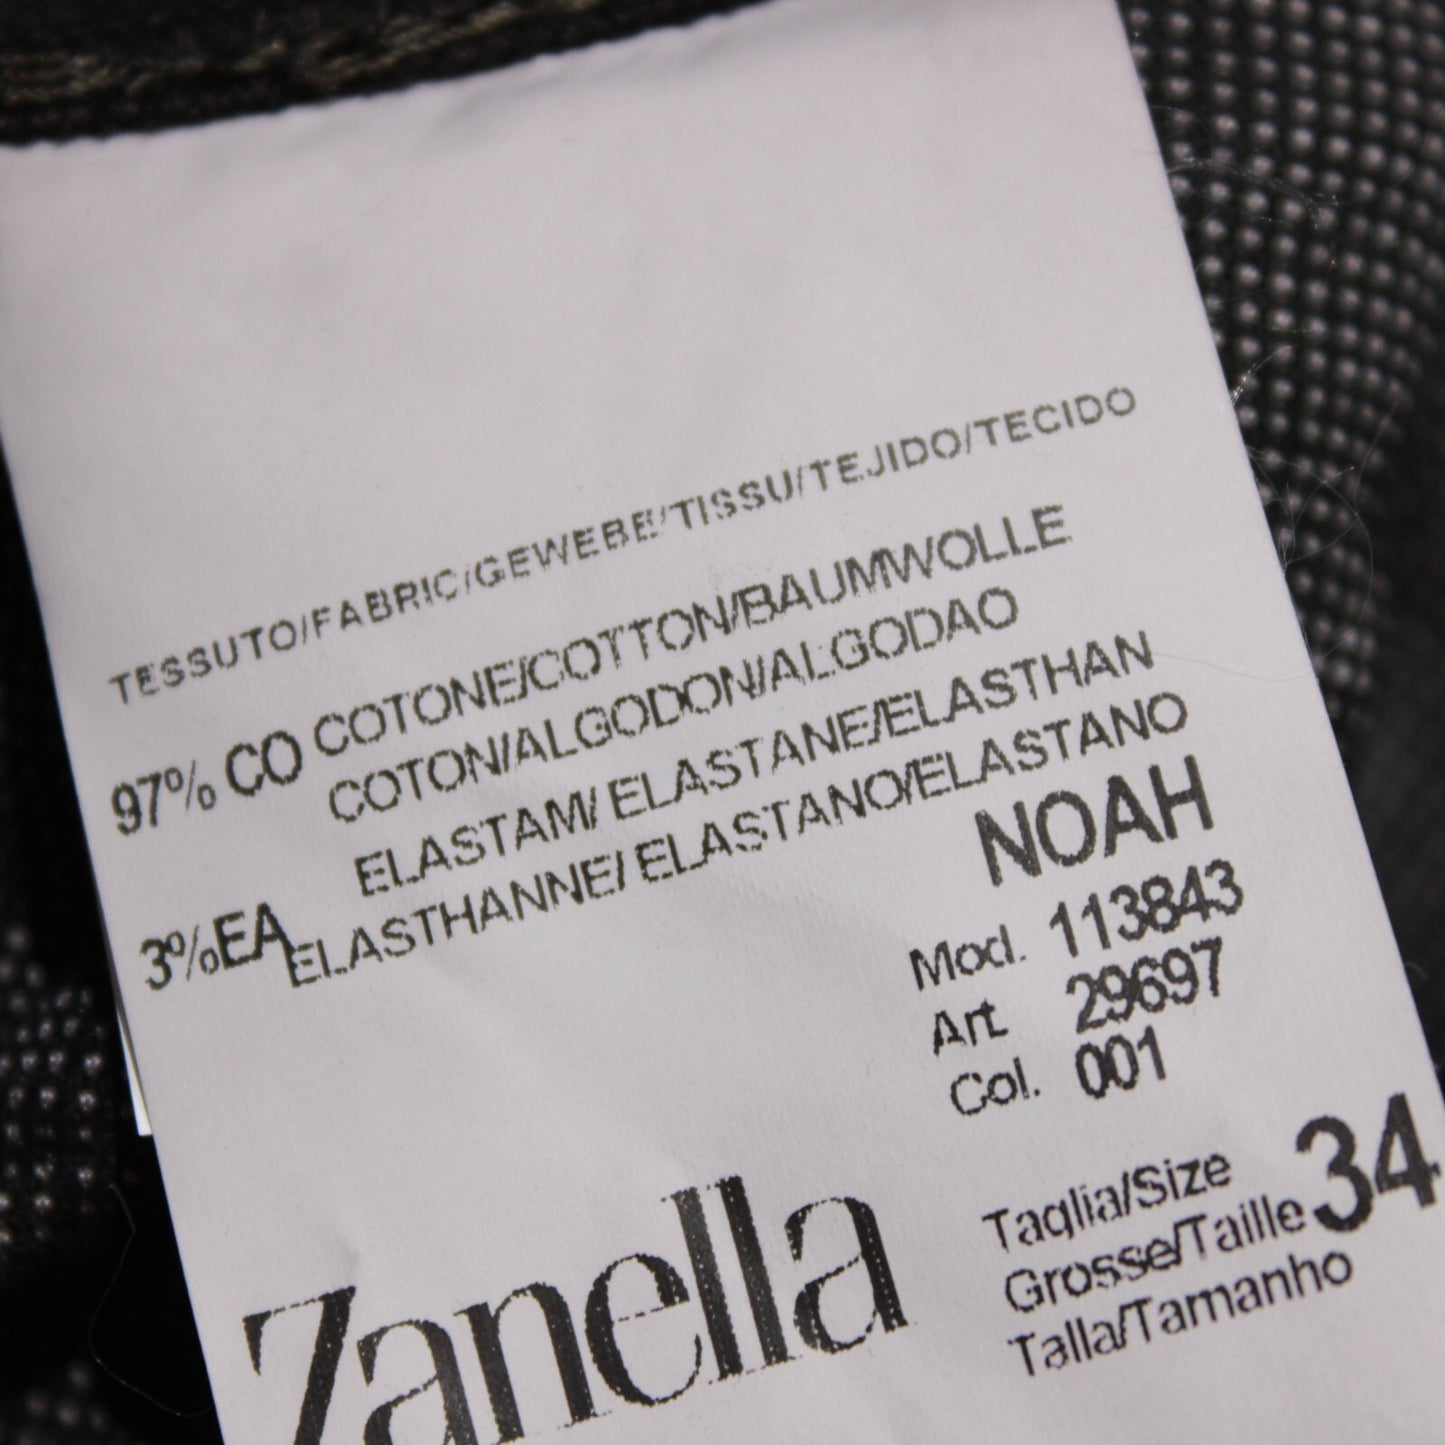 TESSUTO/FABRIC/GEWEBE/TISSU/TEJIDO/TECIDO
97% CO COTONE/COTTON/BAUMWOLLE
COTON/ALGODON/ALGODAO
ELASTAM/ ELASTANE/ELASTHAN
3%EA ELASTHANNE/ ELASTANO/ELASTANO
NOAH
Mod. 113843
Art. 29697
Col. 001
Taglia/Size
Grosse/Taille 34
Talla/Tamanho
Zanella